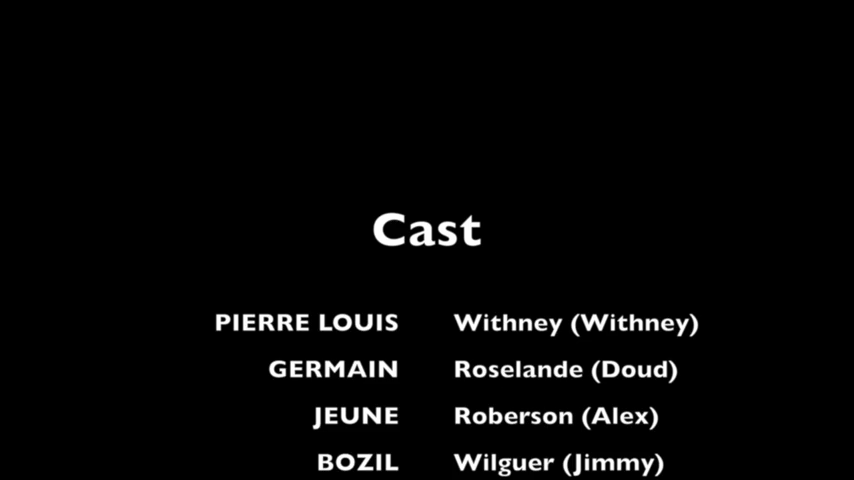 Cast
PIERRE LOUIS Withney (Withney)
GERMAIN Roselande (Doud)
JEUNE Roberson (Alex)
BOZIL Wilguer (Jimmy)